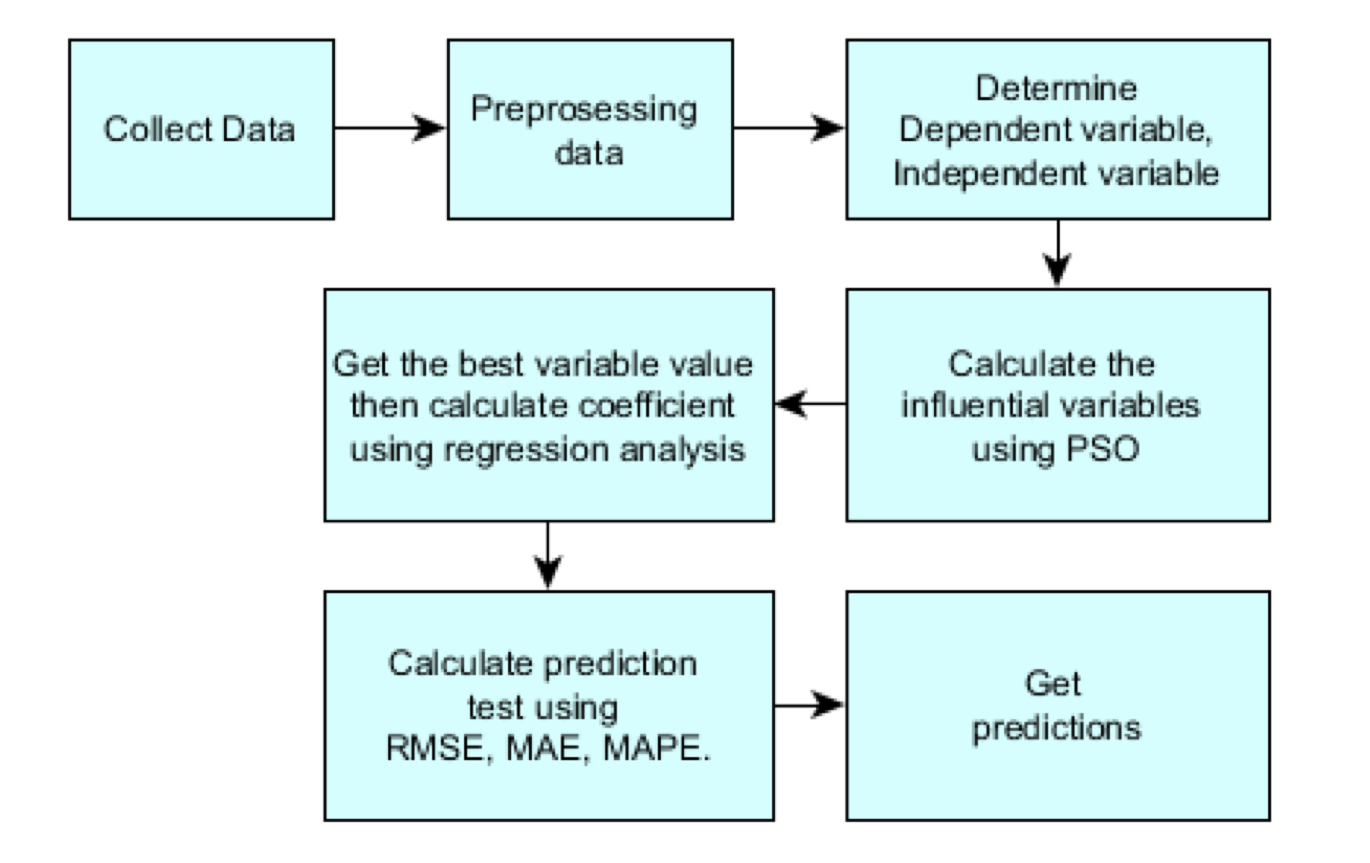 Collect Data
Preprosessing
data
Determine
Dependent variable,
Independent variable
Calculate the
influential variables
using PSO
Get the best variable value
then calculate coefficient
using regression analysis
Calculate prediction
test using
RMSE, MAE, MAPE.
Get
predictions